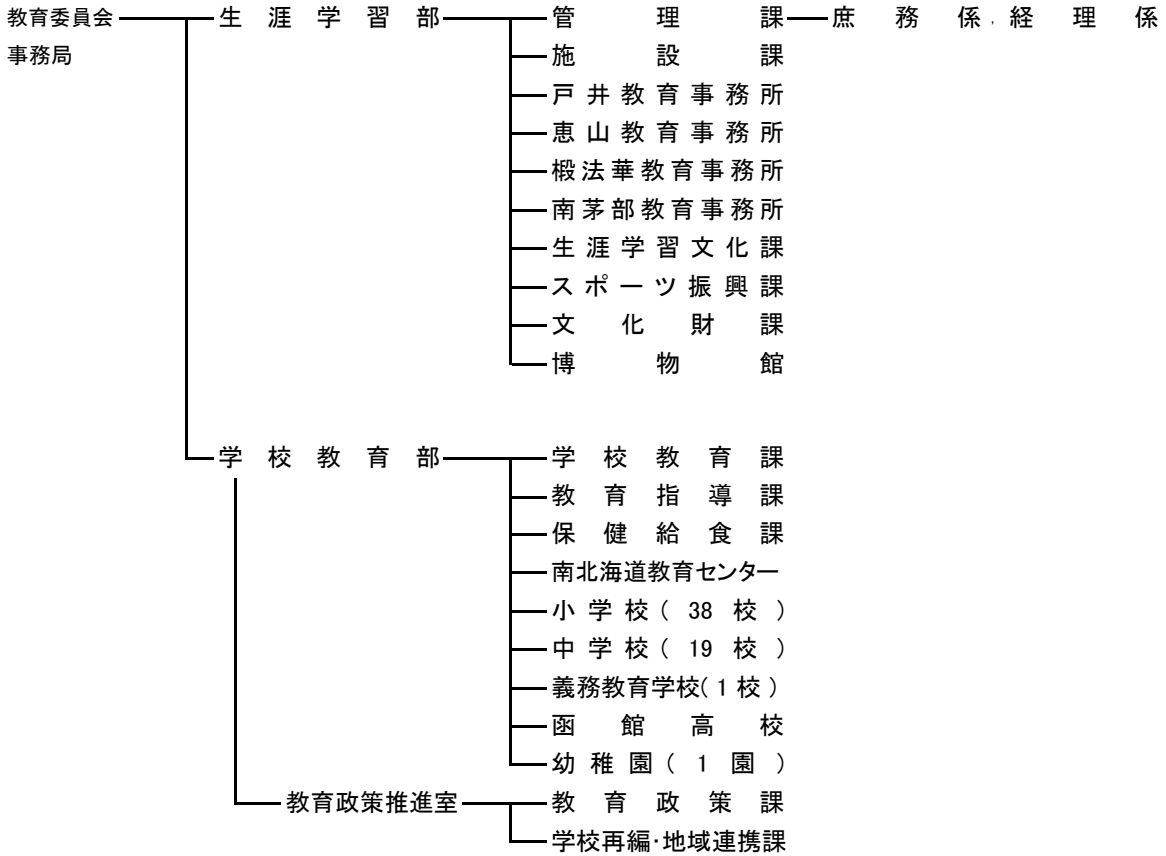 教育委員会 生涯学習部 管理課 庶務係，経理係
事務局 施設課
戸井教育事務所
恵山教育事務所
椴法華教育事務所
南茅部教育事務所
生涯学習文化課
スポーツ振興課
文化財課
博物館
学校教育部 学校教育課
教育指導課
保健給食課
南北海道教育センター
小学校(38校)
中学校(19校)
義務教育学校(1校)
函館高校
幼稚園(1園)
教育政策推進室 教育政策課
学校再編・地域連携課